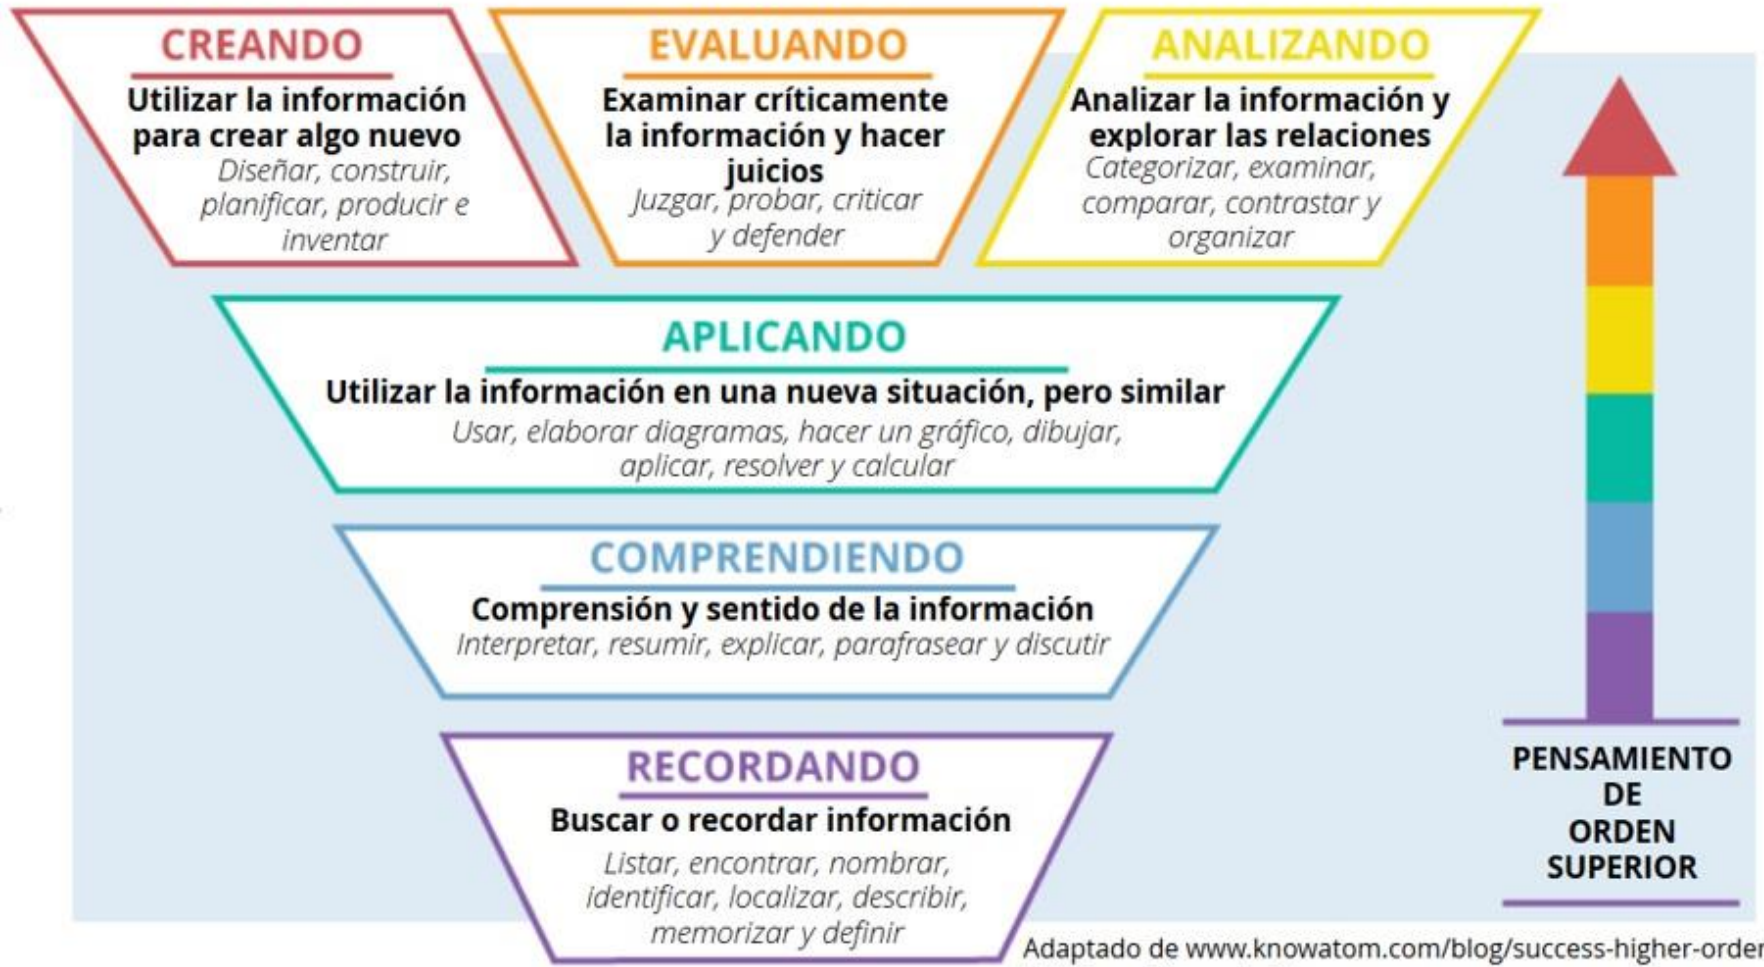 CREANDO
Utilizar la información
para crear algo nuevo
Diseñar, construir,
planificar, producir e
inventar
EVALUANDO
Examinar críticamente
la información y hacer
juicios
Juzgar, probar, criticar
y defender
ANALIZANDO
Analizar la información y
explorar las relaciones
Categorizar, examinar,
comparar, contrastar y
organizar
APLICANDO
Utilizar la información en una nueva situación, pero similar
Usar, elaborar diagramas, hacer un gráfico, dibujar,
aplicar, resolver y calcular
COMPRENDIENDO
Comprensión y sentido de la información
Interpretar, resumir, explicar, parafrasear y discutir
RECORDANDO
Buscar o recordar información
Listar, encontrar, nombrar,
identificar, localizar, describir,
memorizar y definir
PENSAMIENTO
DE
ORDEN
SUPERIOR
Adaptado de www.knowatom.com/blog/success-higher-order